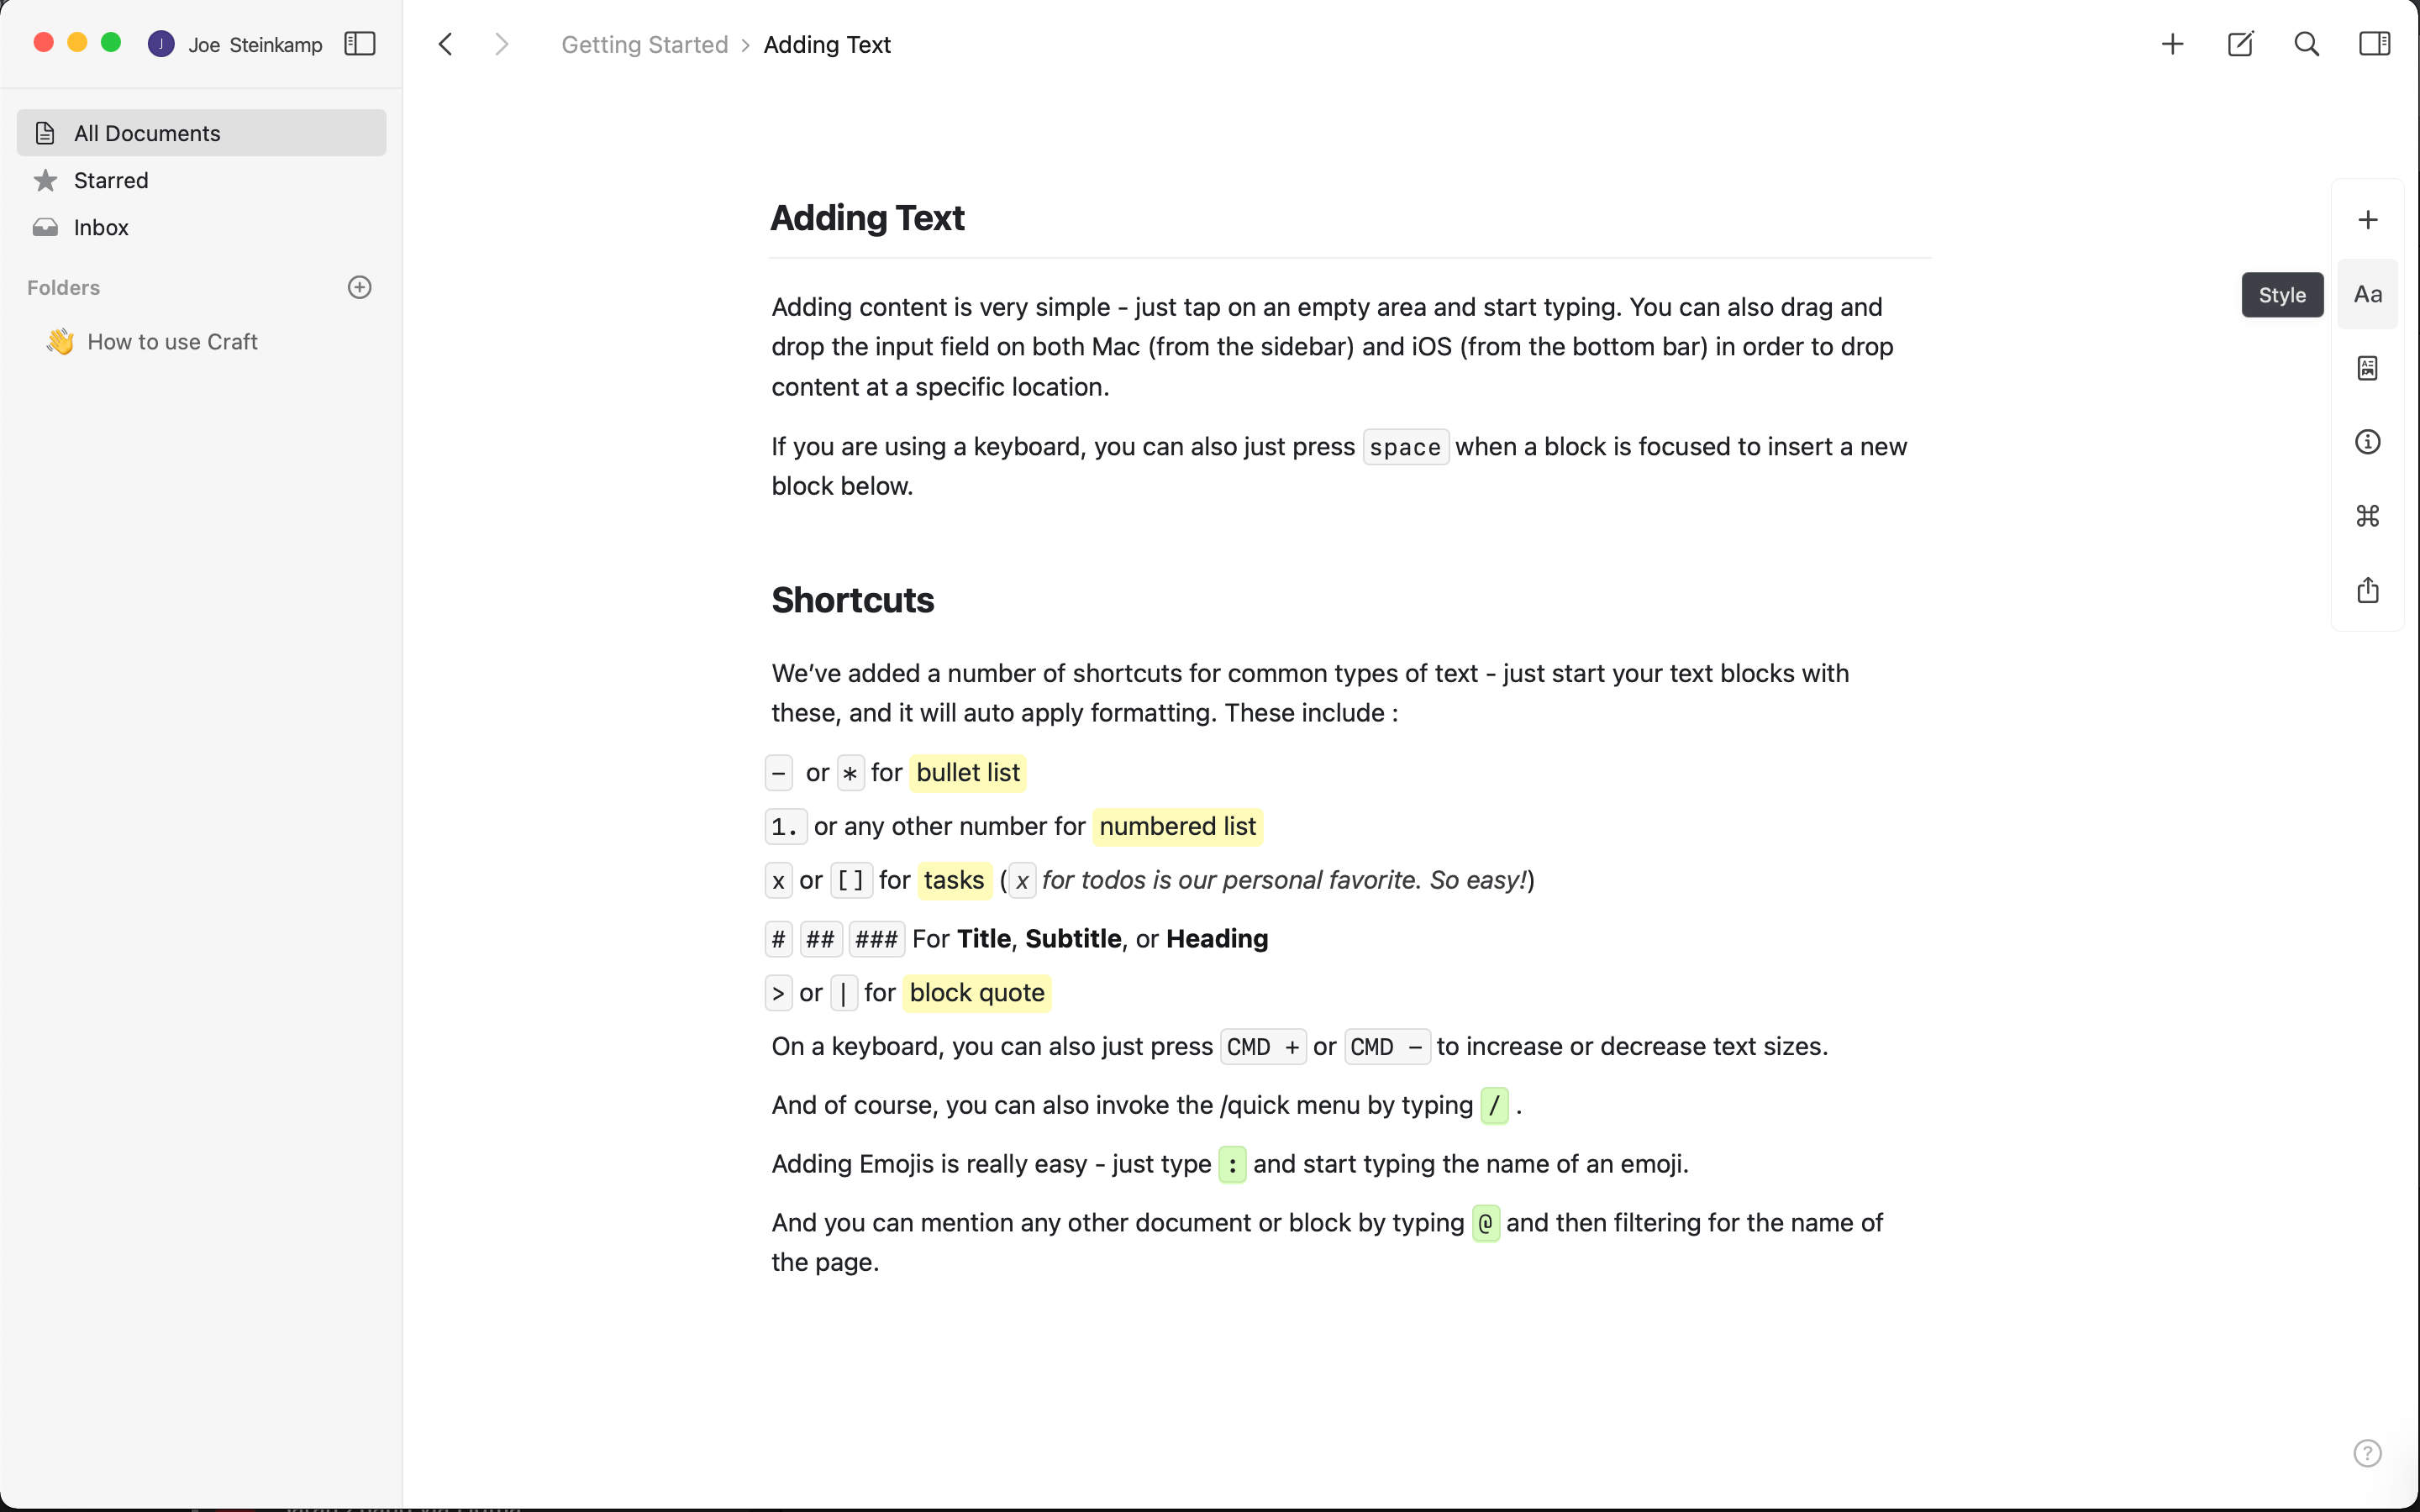 J Joe Steinkamp
Getting Started > Adding Text
All Documents
Starred
Inbox
Folders
How to use Craft
Adding Text
Style
Aa
Adding content is very simple - just tap on an empty area and start typing. You can also drag and
drop the input field on both Mac (from the sidebar) and iOS (from the bottom bar) in order to drop
content at a specific location.
If you are using a keyboard, you can also just press space when a block is focused to insert a new
block below.
Shortcuts
We’ve added a number of shortcuts for common types of text - just start your text blocks with
these, and it will auto apply formatting. These include :
– or * for bullet list
1. or any other number for numbered list
x or [] for tasks (x for todos is our personal favorite. So easy!)
# ## ### For Title, Subtitle, or Heading
> or | for block quote
On a keyboard, you can also just press CMD + or CMD – to increase or decrease text sizes.
And of course, you can also invoke the /quick menu by typing / .
Adding Emojis is really easy - just type : and start typing the name of an emoji.
And you can mention any other document or block by typing @ and then filtering for the name of
the page.
?